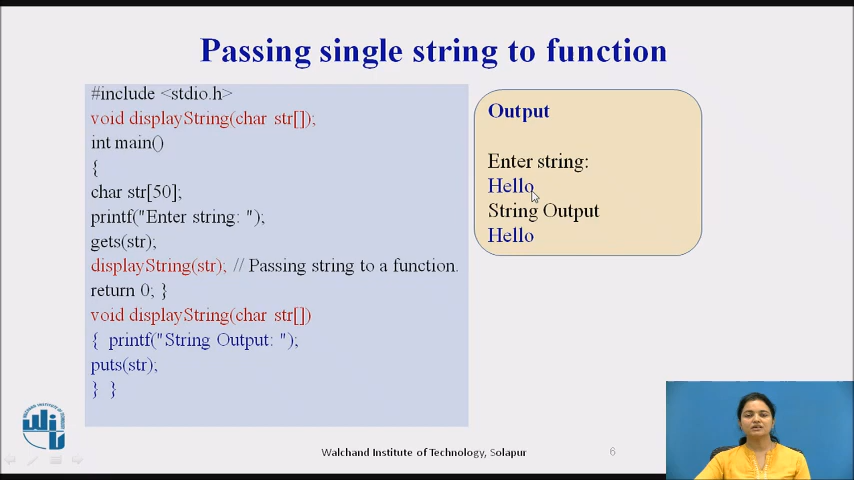 Passing single string to function
#include <stdio.h>
void displayString(char str[]);
int main()
{
char str[50];
printf("Enter string: ");
gets(str);
displayString(str); // Passing string to a function.
return 0; }
void displayString(char str[])
{ printf("String Output: ");
puts(str);
} }
Output
Enter string:
Hello
String Output
Hello
Walchand Institute of Technology, Solapur
6